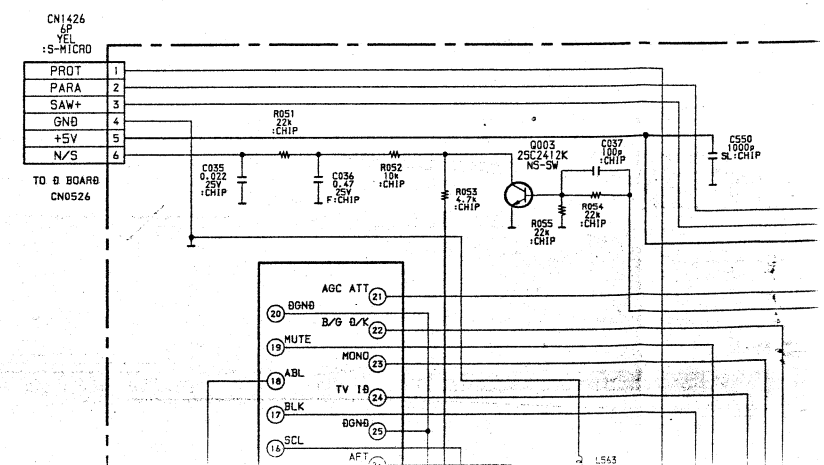 CN1426
6P
YEL
:S-MICRO
PROT 1
PARA 2
SAW+ 3
GND 4
+5V 5
N/S 6
TO D BOARD
CN0526
R051
22k
:CHIP
C035
0.022
25V
:CHIP
C036
0.47
25V
F:CHIP
R052
10k
:CHIP
R053
4.7k
:CHIP
Q003
2SC2412K
NS-SW
C037
100p
:CHIP
R055
22k
:CHIP
R054
22k
:CHIP
C550
1000p
SL:CHIP
AGC ATT 21
20 DGND
B/G D/K 22
19 MUTE
MONO 23
18 ABL
TV ID 24
17 BLK
DGND 25
16 SCL
AFT
L563